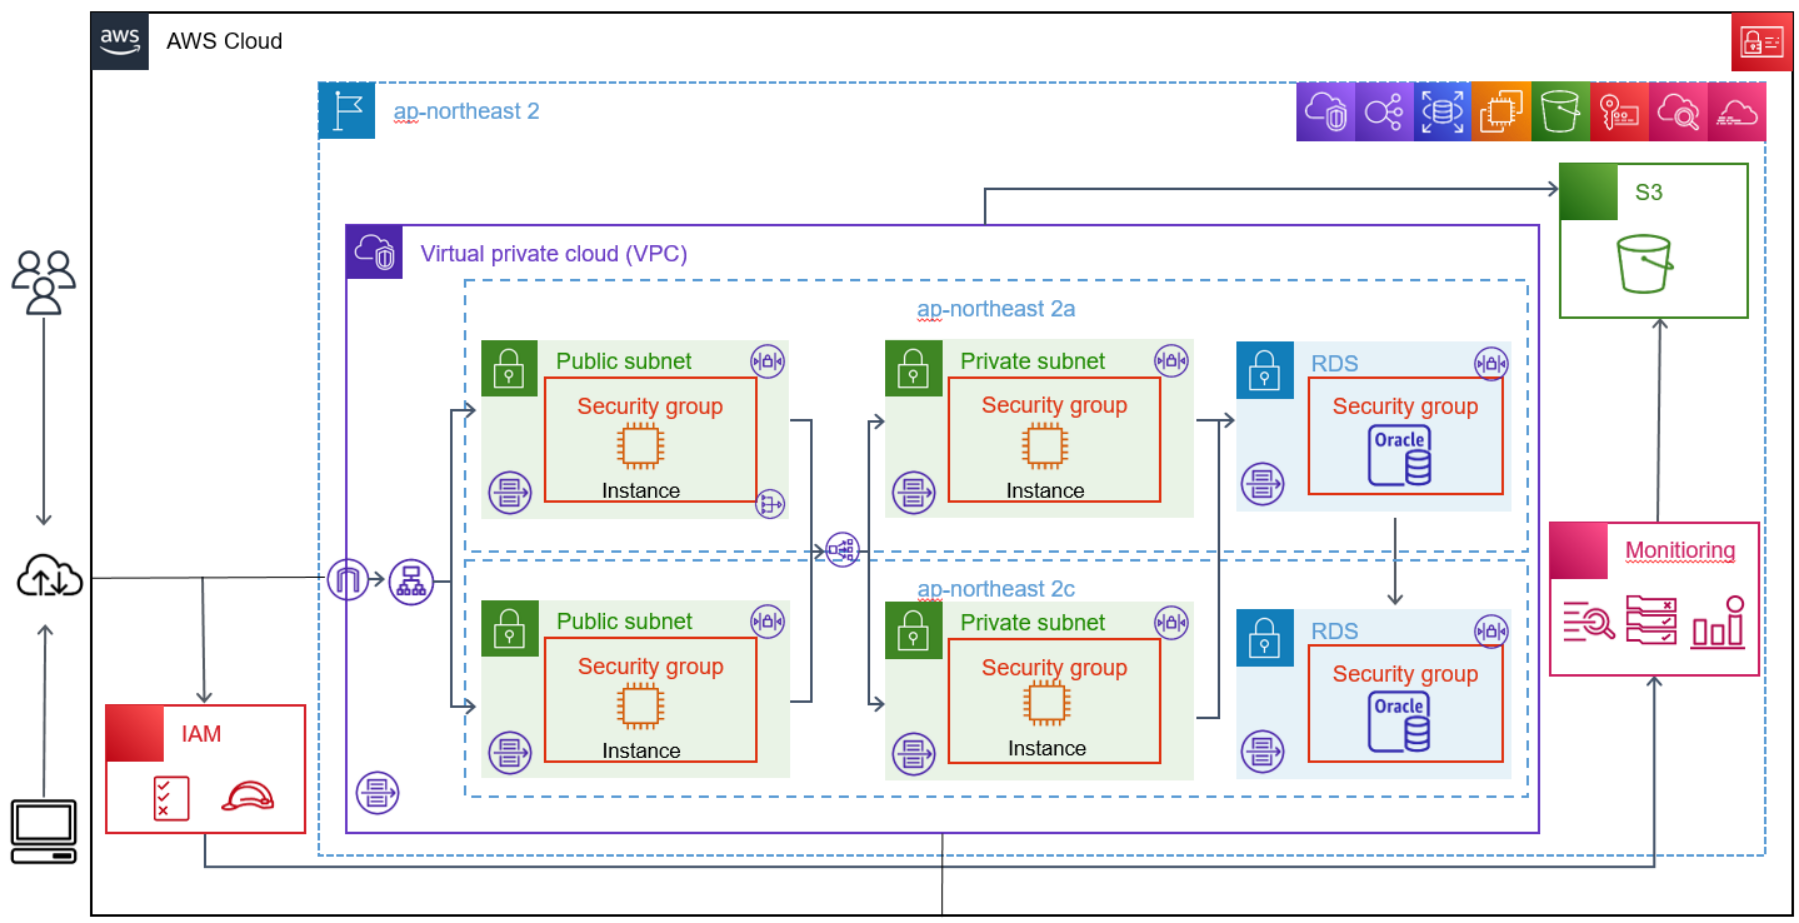 aws
AWS Cloud
ap-northeast 2
S3
Virtual private cloud (VPC)
ap-northeast 2a
Public subnet
Security group
Instance
Private subnet
Security group
Instance
RDS
Security group
Oracle
Monitioring
ap-northeast 2c
Public subnet
Security group
Instance
Private subnet
Security group
Instance
RDS
Security group
Oracle
IAM